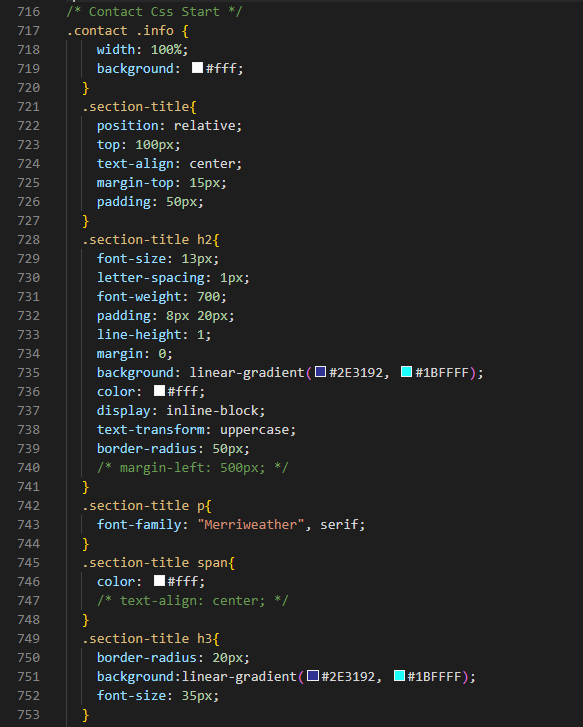 716 /* Contact Css Start */
717 .contact .info {
718 width: 100%;
719 background: #fff;
720 }
721 .section-title{
722 position: relative;
723 top: 100px;
724 text-align: center;
725 margin-top: 15px;
726 padding: 50px;
727 }
728 .section-title h2{
729 font-size: 13px;
730 letter-spacing: 1px;
731 font-weight: 700;
732 padding: 8px 20px;
733 line-height: 1;
734 margin: 0;
735 background: linear-gradient(#2E3192, #1BFFFF);
736 color: #fff;
737 display: inline-block;
738 text-transform: uppercase;
739 border-radius: 50px;
740 /* margin-left: 500px; */
741 }
742 .section-title p{
743 font-family: "Merriweather", serif;
744 }
745 .section-title span{
746 color: #fff;
747 /* text-align: center; */
748 }
749 .section-title h3{
750 border-radius: 20px;
751 background:linear-gradient(#2E3192, #1BFFFF);
752 font-size: 35px;
753 }